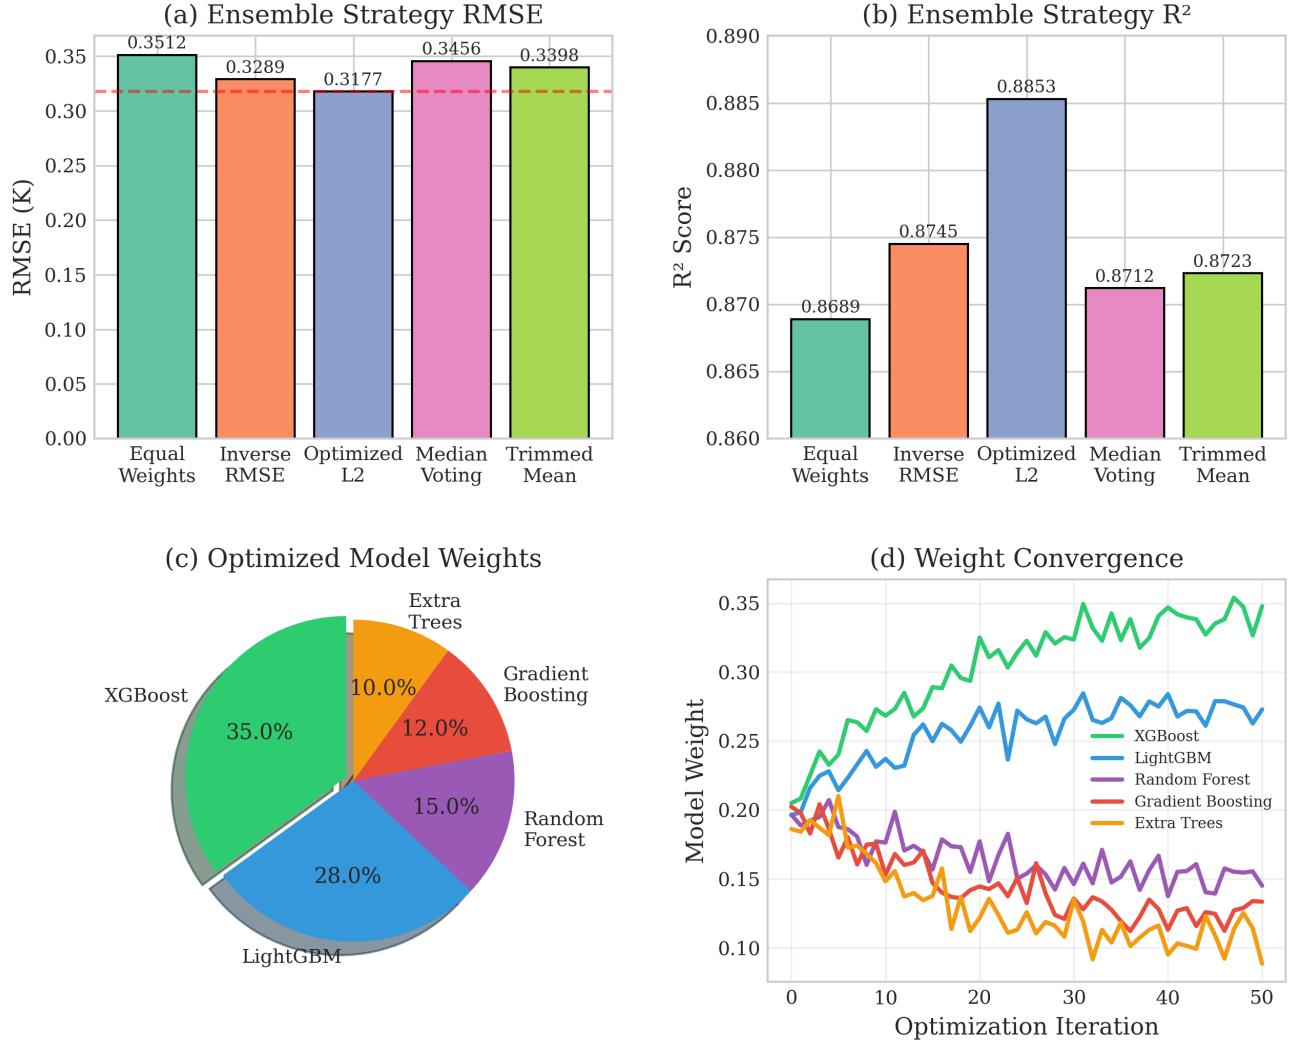 (a) Ensemble Strategy RMSE
RMSE (K)
0.35
0.30
0.25
0.20
0.15
0.10
0.05
0.00
0.3512
0.3289
0.3177
0.3456
0.3398
Equal
Weights
Inverse
RMSE
Optimized
L2
Median
Voting
Trimmed
Mean
(b) Ensemble Strategy R²
R² Score
0.890
0.885
0.880
0.875
0.870
0.865
0.860
0.8689
0.8745
0.8853
0.8712
0.8723
Equal
Weights
Inverse
RMSE
Optimized
L2
Median
Voting
Trimmed
Mean
(c) Optimized Model Weights
Extra
Trees
10.0%
Gradient
Boosting
12.0%
XGBoost
35.0%
Random
Forest
15.0%
LightGBM
28.0%
(d) Weight Convergence
Model Weight
0.35
0.30
0.25
0.20
0.15
0.10
XGBoost
LightGBM
Random Forest
Gradient Boosting
Extra Trees
0
10
20
30
40
50
Optimization Iteration